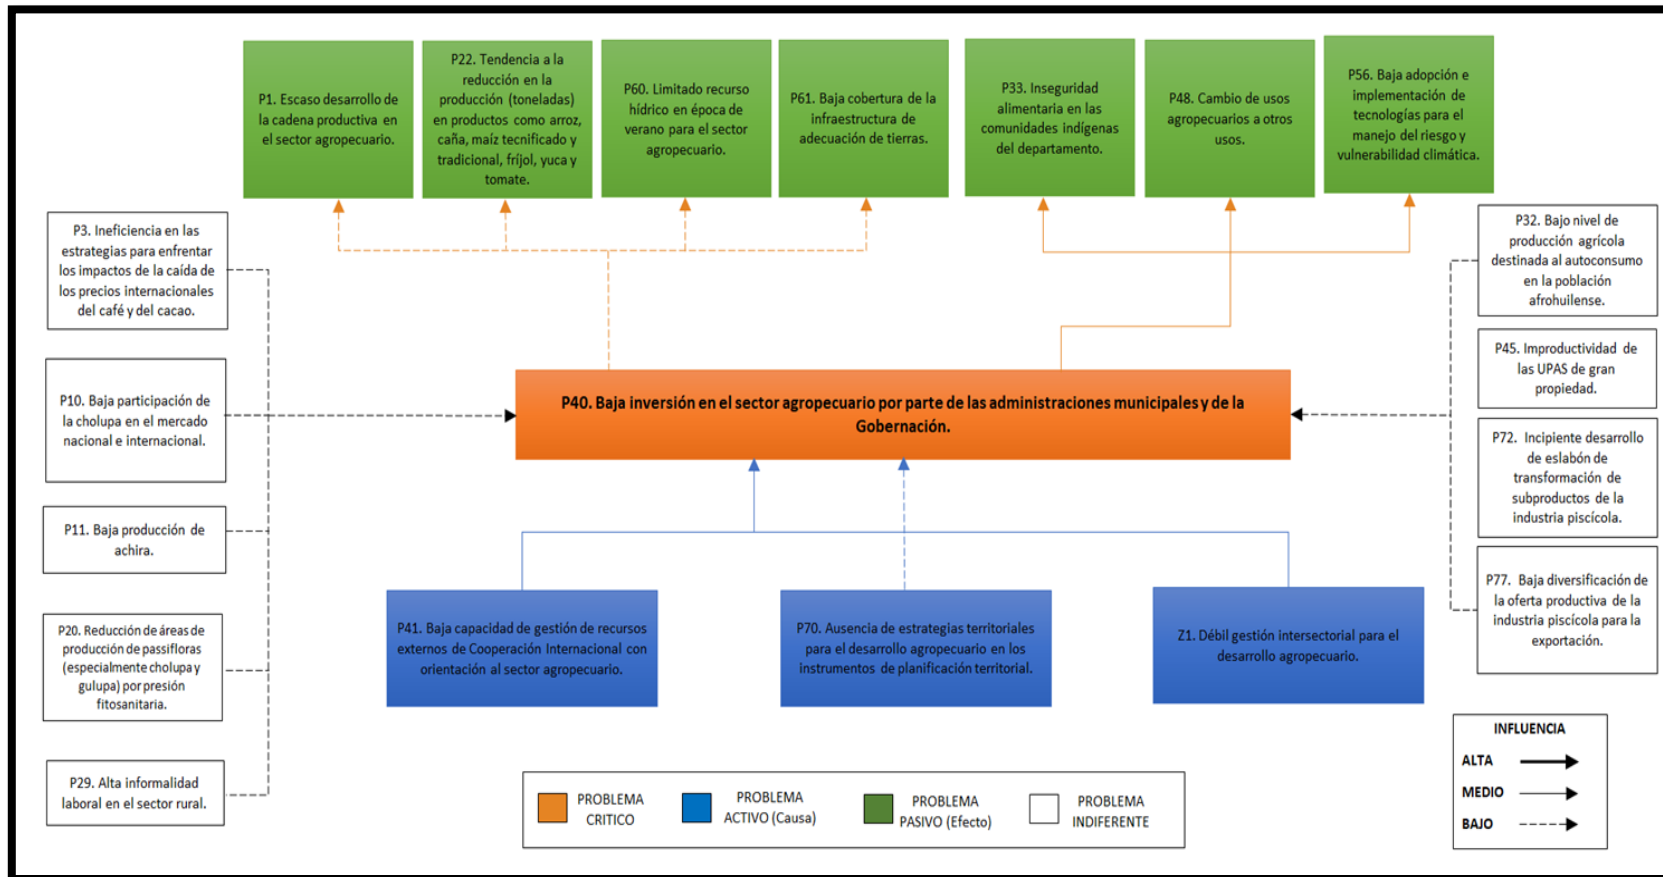 P1. Escaso desarrollo de
la cadena productiva en
el sector agropecuario.
P22. Tendencia a la
reducción en la
producción (toneladas)
en productos como arroz,
caña, maíz tecnificado y
tradicional, fríjol, yuca y
tomate.
P60. Limitado recurso
hídrico en época de
verano para el sector
agropecuario.
P61. Baja cobertura de la
infraestructura de
adecuación de tierras.
P33. Inseguridad
alimentaria en las
comunidades indígenas
del departamento.
P48. Cambio de usos
agropecuarios a otros
usos.
P56. Baja adopción e
implementación de
tecnologías para el
manejo del riesgo y
vulnerabilidad climática.
P3. Ineficiencia en las
estrategias para enfrentar
los impactos de la caída de
los precios internacionales
del café y del cacao.
P10. Baja participación de
la cholupa en el mercado
nacional e internacional.
P11. Baja producción de
achira.
P20. Reducción de áreas de
producción de passifloras
(especialmente cholupa y
gulupa) por presión
fitosanitaria.
P29. Alta informalidad
laboral en el sector rural.
P40. Baja inversión en el sector agropecuario por parte de las administraciones municipales y de la
Gobernación.
P41. Baja capacidad de gestión de recursos
externos de Cooperación Internacional con
orientación al sector agropecuario.
P70. Ausencia de estrategias territoriales
para el desarrollo agropecuario en los
instrumentos de planificación territorial.
Z1. Débil gestión intersectorial para el
desarrollo agropecuario.
P32. Bajo nivel de
producción agrícola
destinada al autoconsumo
en la población
afrohuilense.
P45. Improductividad de
las UPAS de gran
propiedad.
P72. Incipiente desarrollo
de eslabón de
transformación de
subproductos de la
industria piscícola.
P77. Baja diversificación de
la oferta productiva de la
industria piscícola para la
exportación.
PROBLEMA
CRITICO
PROBLEMA
ACTIVO (Causa)
PROBLEMA
PASIVO (Efecto)
PROBLEMA
INDIFERENTE
INFLUENCIA
ALTA
MEDIO
BAJO